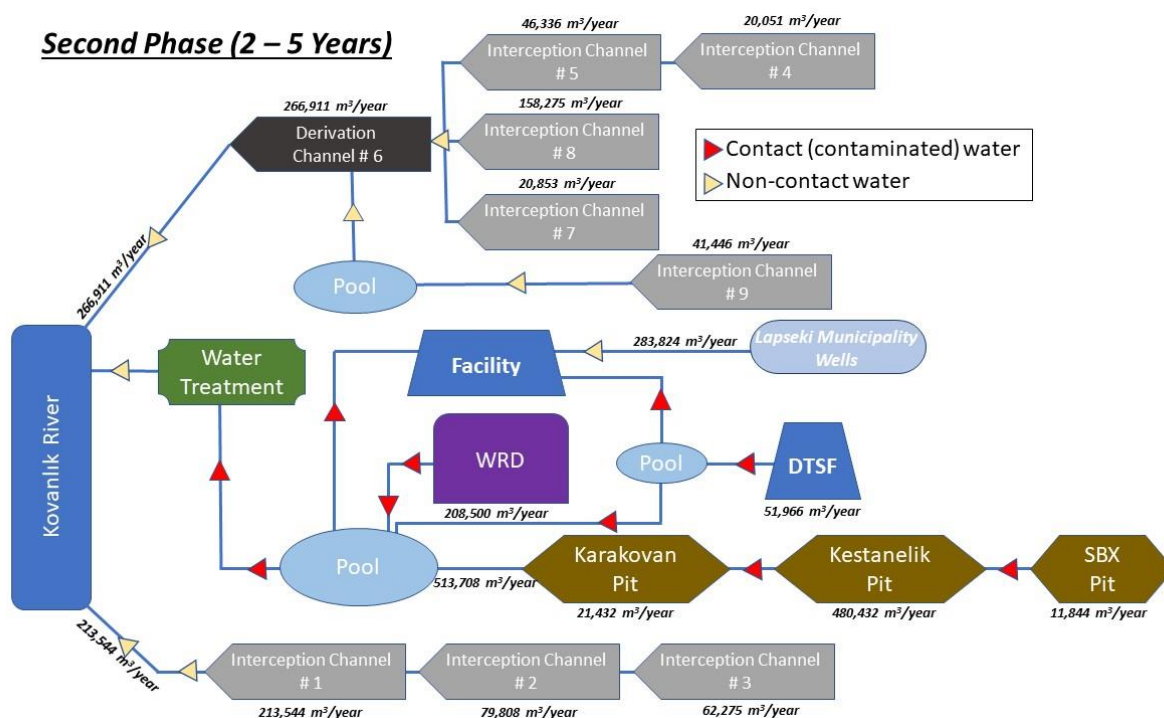 Second Phase (2 – 5 Years)
46,336 m³/year
20,051 m³/year
Interception Channel
# 5
Interception Channel
# 4
266,911 m³/year
158,275 m³/year
Derivation
Channel # 6
Interception Channel
# 8
Contact (contaminated) water
Non-contact water
20,853 m³/year
Interception Channel
# 7
41,446 m³/year
Interception Channel
# 9
Pool
266,911 m³/year
Kovanlık River
Water
Treatment
Facility
283,824 m³/year
Lapseki Municipality
Wells
WRD
208,500 m³/year
Pool
DTSF
51,966 m³/year
Pool
513,708 m³/year
Karakovan
Pit
21,432 m³/year
Kestanelik
Pit
480,432 m³/year
SBX
Pit
11,844 m³/year
213,544 m³/year
Interception Channel
# 1
213,544 m³/year
Interception Channel
# 2
79,808 m³/year
Interception Channel
# 3
62,275 m³/year